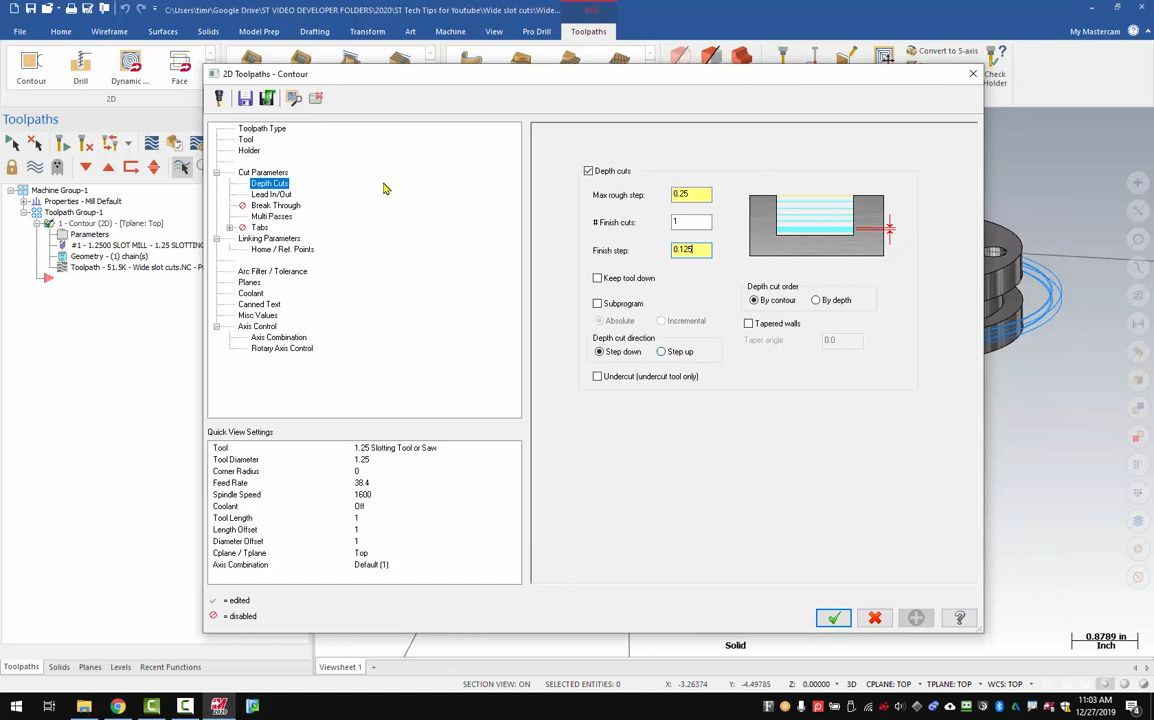 C:\Users\timr\Google Drive\ST VIDEO DEVELOPER FOLDERS\2020\ST Tech Tips for Youtube\Wide slot cuts\Wide...
Mill
File Home Wireframe Surfaces Solids Model Prep Drafting Transform Art Machine View Pro Drill Toolpaths My Mastercam
Contour Drill Dynamic ... Face
2D
Convert to 5-axis
Check
Holder
2D Toolpaths - Contour
Toolpaths
Machine Group-1
Properties - Mill Default
Toolpath Group-1
1 - Contour (2D) - [Tplane: Top]
Parameters
#1 - 1.2500 SLOT MILL - 1.25 SLOTTING
Geometry - (1) chain(s)
Toolpath - 51.5K - Wide slot cuts.NC - P
Toolpath Type
Tool
Holder
Cut Parameters
Depth Cuts
Lead In/Out
Break Through
Multi Passes
Tabs
Linking Parameters
Home / Ref. Points
Arc Filter / Tolerance
Planes
Coolant
Canned Text
Misc Values
Axis Control
Axis Combination
Rotary Axis Control
Depth cuts
Max rough step: 0.25
# Finish cuts: 1
Finish step: 0.125
Keep tool down
Subprogram
Absolute Incremental
Depth cut direction
Step down Step up
Undercut (undercut tool only)
Depth cut order
By contour By depth
Tapered walls
Taper angle 0.0
Quick View Settings
Tool 1.25 Slotting Tool or Saw
Tool Diameter 1.25
Corner Radius 0
Feed Rate 38.4
Spindle Speed 1600
Coolant Off
Tool Length 1
Length Offset 1
Diameter Offset 1
Cplane / Tplane Top
Axis Combination Default (1)
= edited
= disabled
Solid
0.8789 in
Inch
Toolpaths Solids Planes Levels Recent Functions
Viewsheet 1 +
SECTION VIEW: ON SELECTED ENTITIES: 0 X: -3.26374 Y: -4.49785 Z: 0.00000 3D CPLANE: TOP TPLANE: TOP WCS: TOP
11:03 AM
12/27/2019